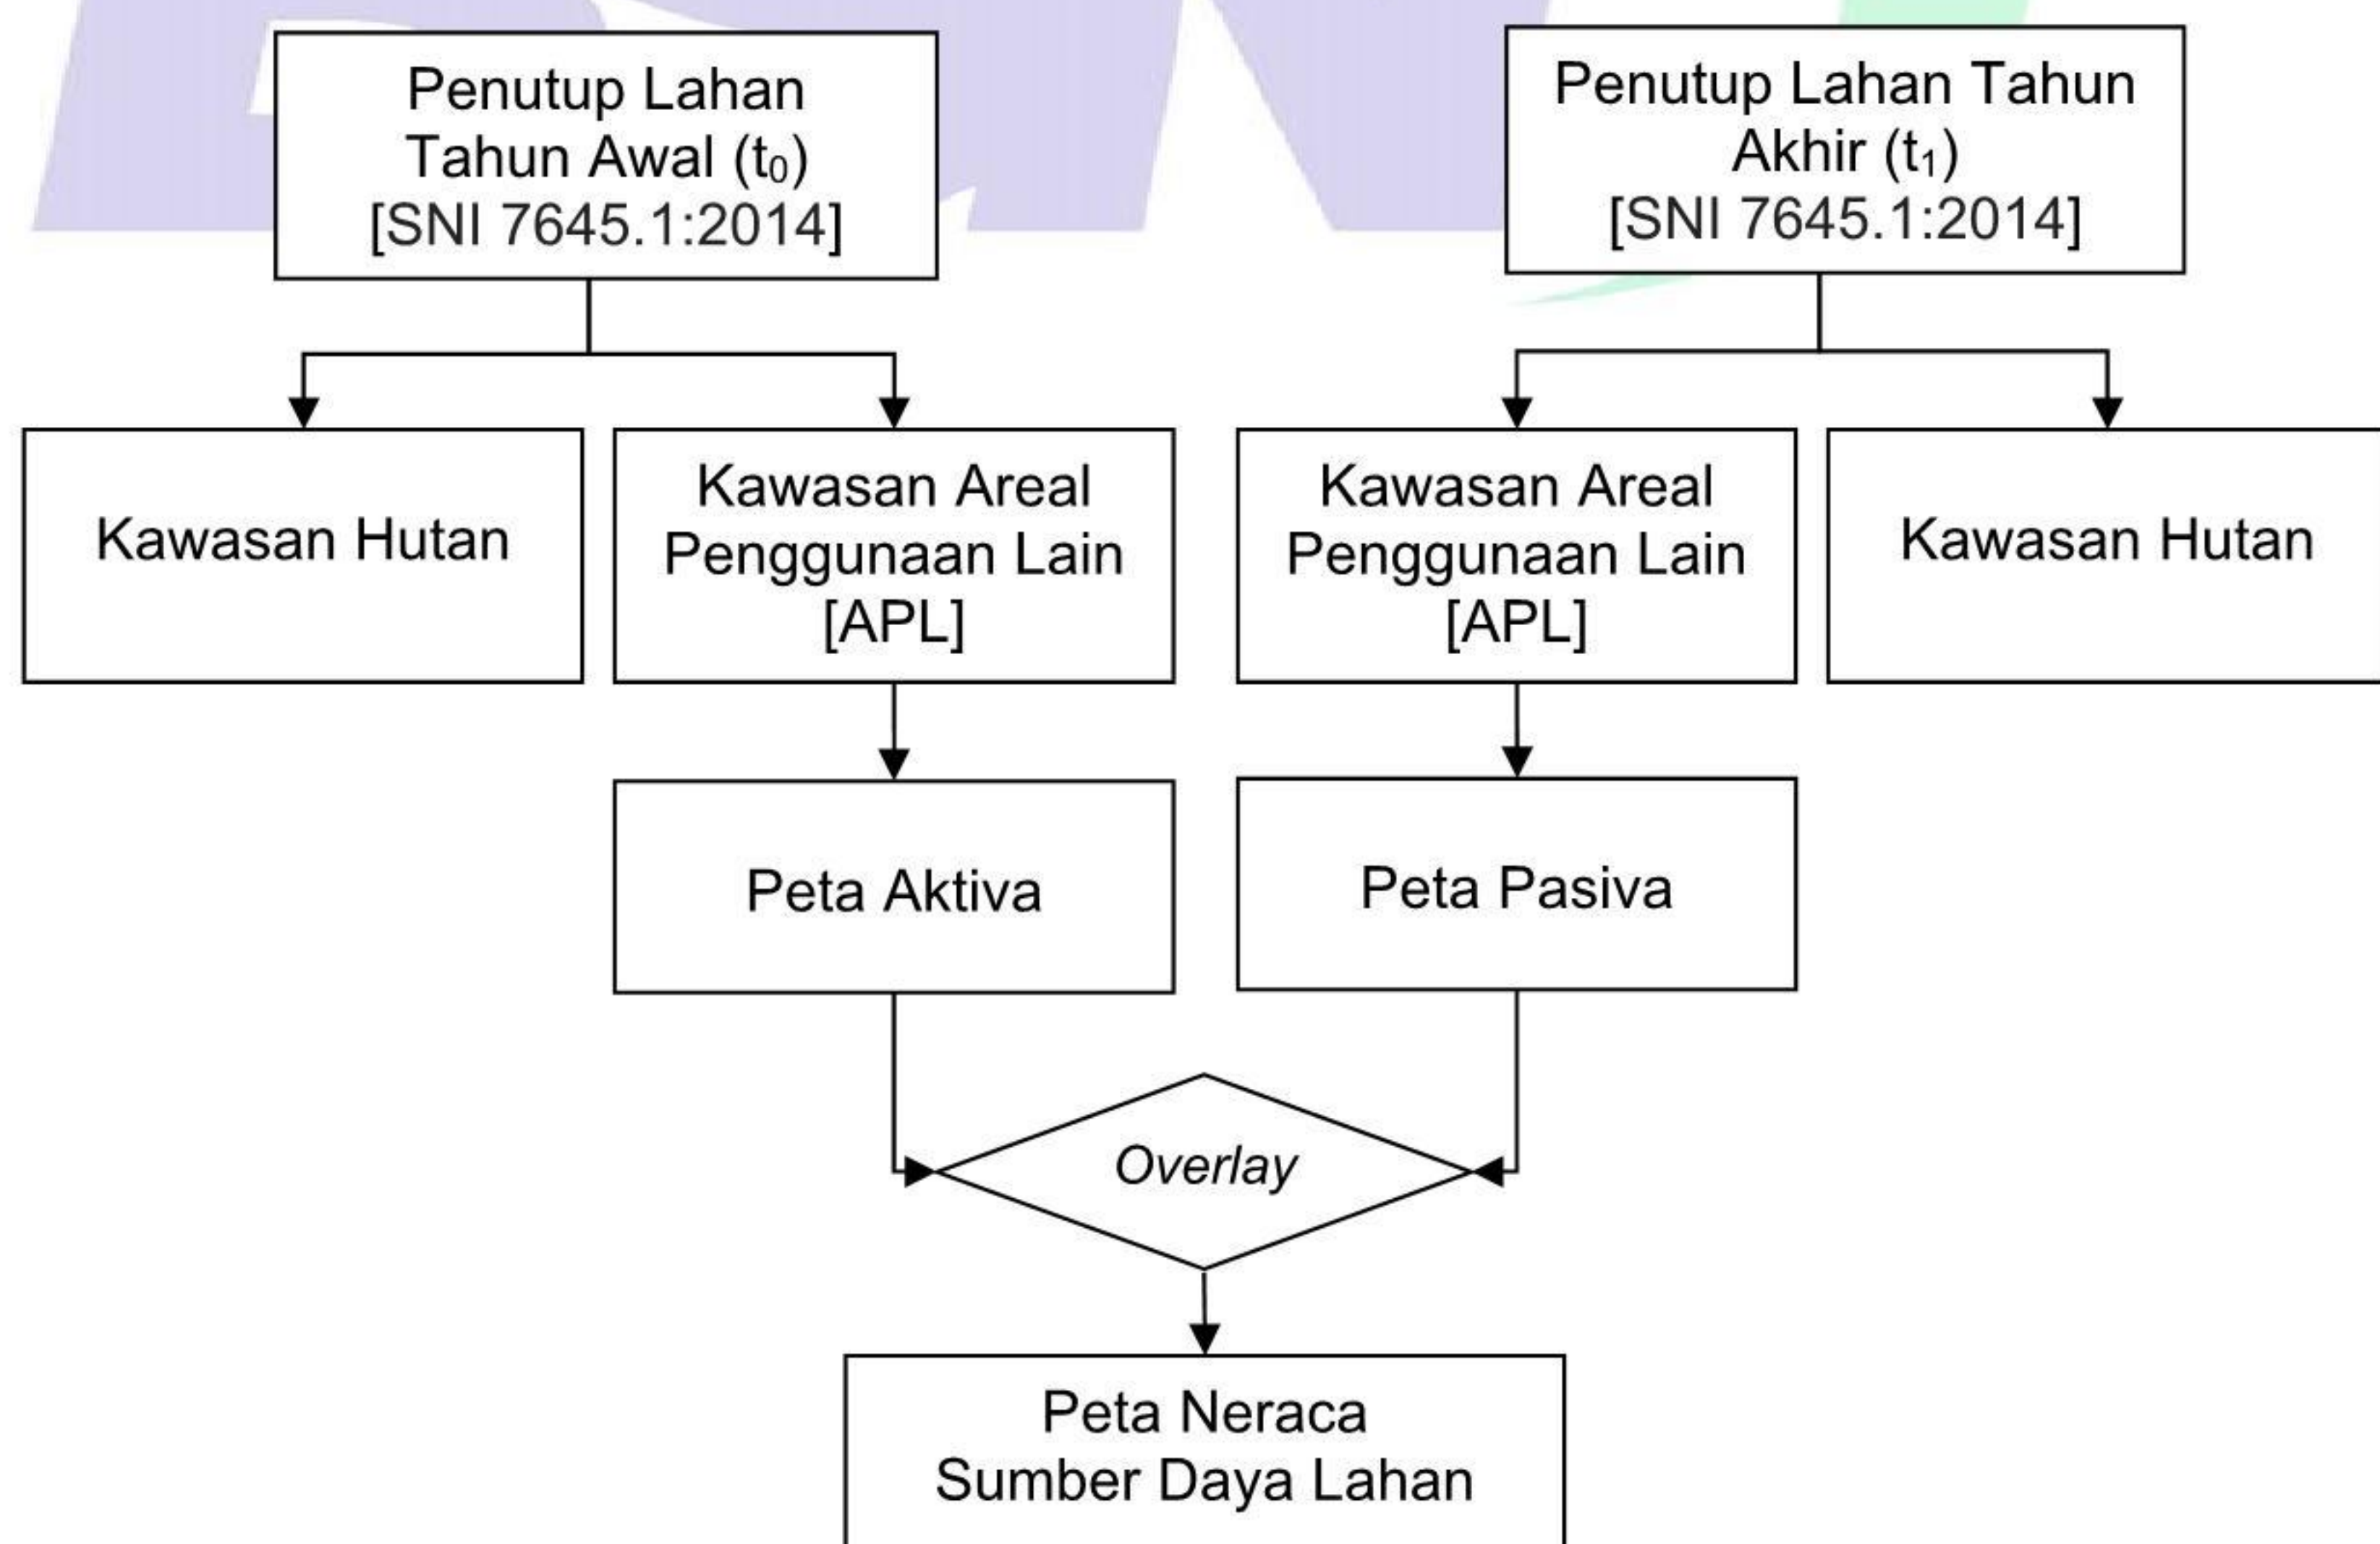 Penutup Lahan
Tahun Awal (t₀)
[SNI 7645.1:2014]
Penutup Lahan Tahun
Akhir (t₁)
[SNI 7645.1:2014]
Kawasan Hutan
Kawasan Areal
Penggunaan Lain
[APL]
Kawasan Areal
Penggunaan Lain
[APL]
Kawasan Hutan
Peta Aktiva
Peta Pasiva
Overlay
Peta Neraca
Sumber Daya Lahan